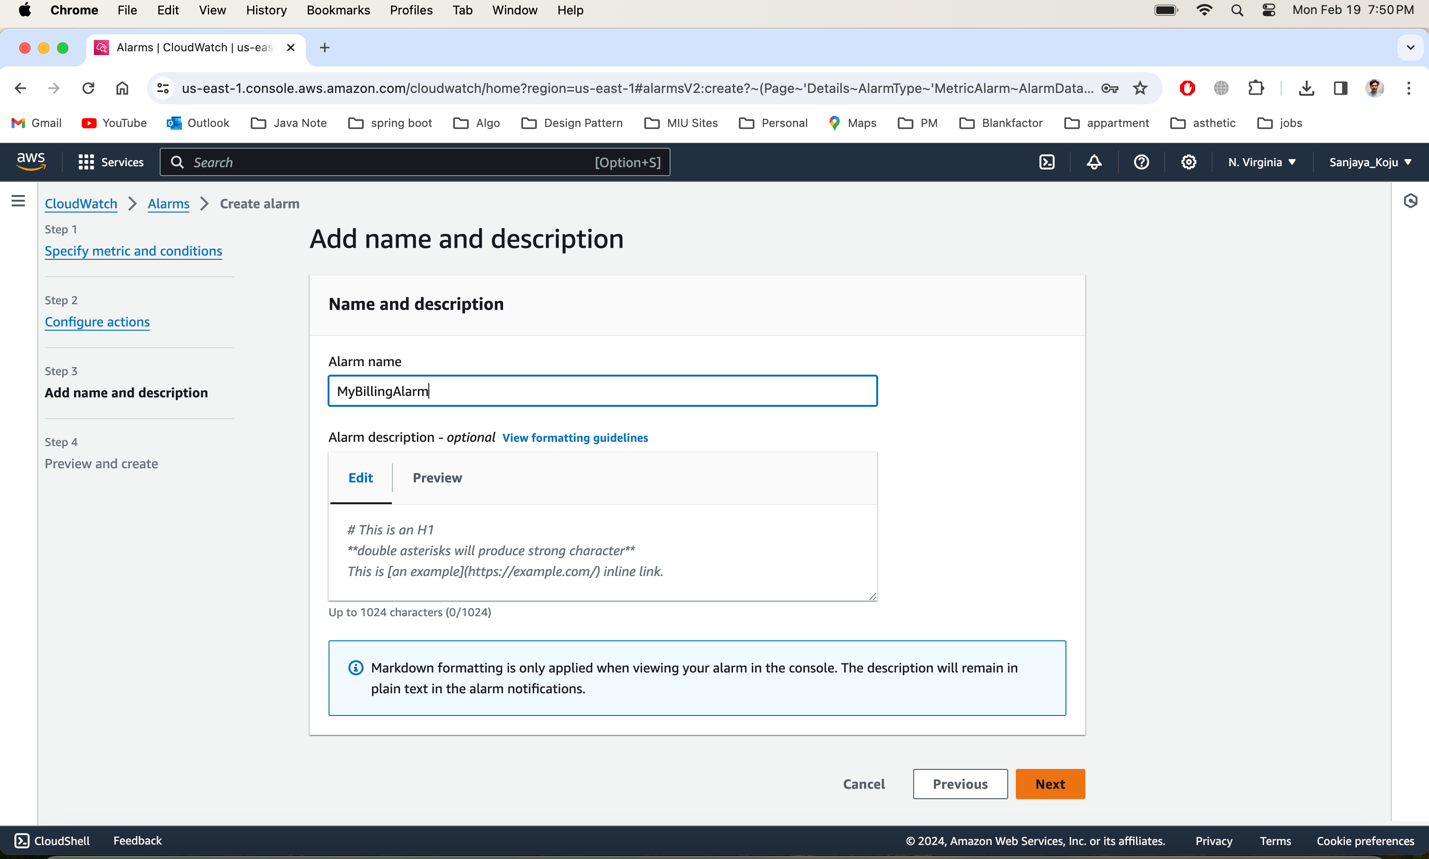 Chrome File Edit View History Bookmarks Profiles Tab Window Help Mon Feb 19 7:50 PM
Alarms | CloudWatch | us-eas
us-east-1.console.aws.amazon.com/cloudwatch/home?region=us-east-1#alarmsV2:create?~(Page~'Details~AlarmType~'MetricAlarm~AlarmData...
Gmail YouTube Outlook Java Note spring boot Algo Design Pattern MIU Sites Personal Maps PM Blankfactor appartment asthetic jobs
aws Services Search [Option+S] N. Virginia Sanjaya_Koju
CloudWatch Alarms Create alarm
Step 1
Specify metric and conditions
Step 2
Configure actions
Step 3
Add name and description
Step 4
Preview and create
Add name and description
Name and description
Alarm name
MyBillingAlarm
Alarm description - optional View formatting guidelines
Edit Preview
# This is an H1
**double asterisks will produce strong character**
This is [an example](https://example.com/) inline link.
Up to 1024 characters (0/1024)
Markdown formatting is only applied when viewing your alarm in the console. The description will remain in
plain text in the alarm notifications.
Cancel Previous Next
CloudShell Feedback © 2024, Amazon Web Services, Inc. or its affiliates. Privacy Terms Cookie preferences